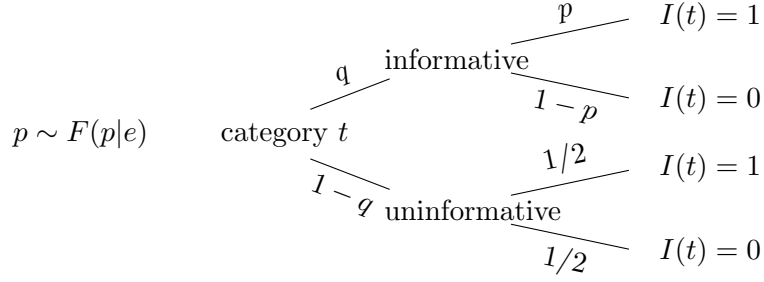 p
I(t) = 1
informative
q
1 − p
I(t) = 0
p ∼ F(p|e)
category t
1/2
I(t) = 1
1 − q
uninformative
1/2
I(t) = 0